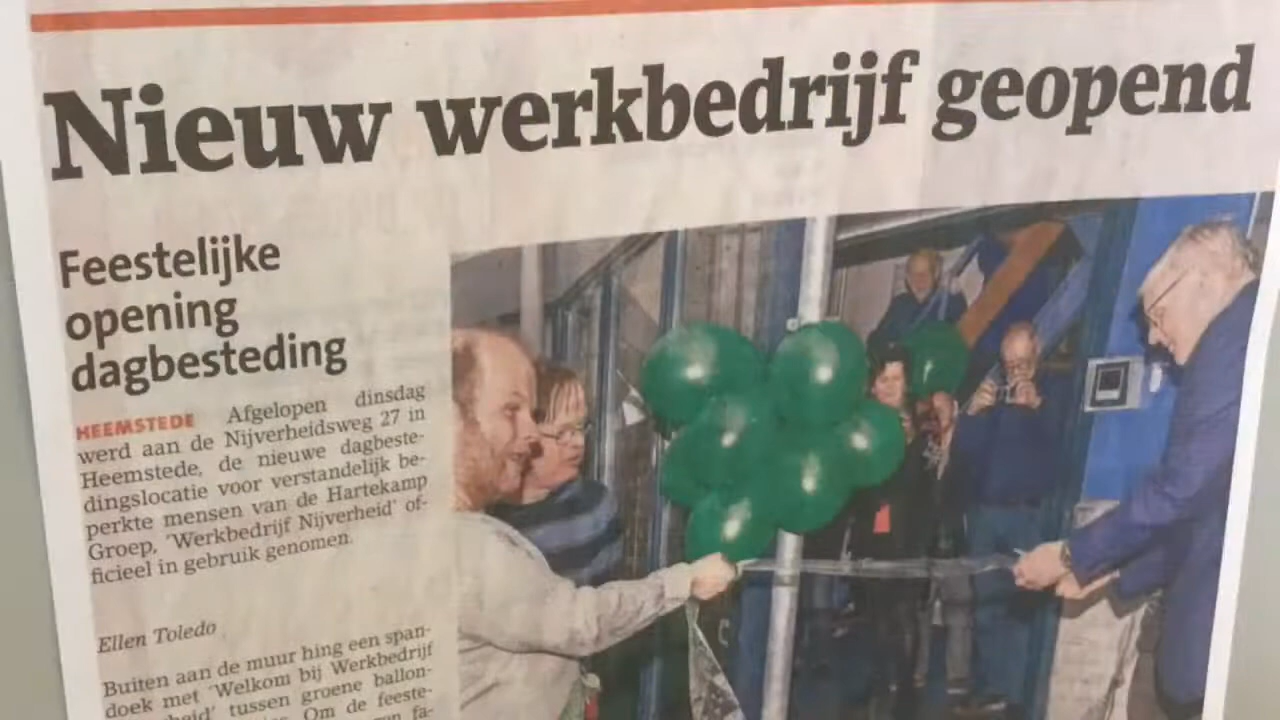 Nieuw werkbedrijf geopend
Feestelijke
opening
dagbesteding
HEEMSTEDE Afgelopen dinsdag
werd aan de Nijverheidsweg 27 in
Heemstede, de nieuwe dagbeste-
dingslocatie voor verstandelijk be-
perkte mensen van de Hartekamp
Groep, 'Werkbedrijf Nijverheid' of-
ficieel in gebruik genomen.
Ellen Toledo
Buiten aan de muur hing een span-
doek met 'Welkom bij Werkbedrijf
tussen groene ballon-
Om de feeste-
fa-